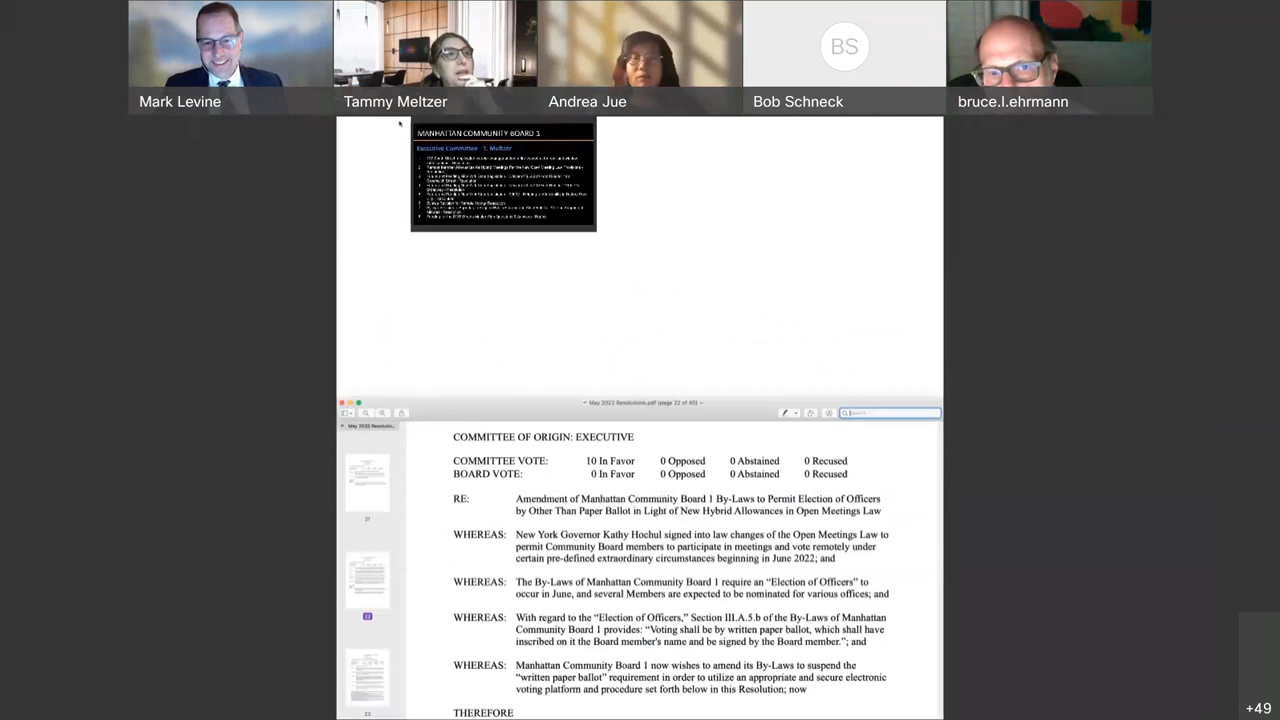 Mark Levine
Tammy Meltzer
Andrea Jue
BS
Bob Schneck
bruce.l.ehrmann
MANHATTAN COMMUNITY BOARD 1
Executive Committee - T. Meltzer
May 2022 Resolutions.pdf (page 22 of 45)
Search
May 2022 Resolutio...
21
22
23
COMMITTEE OF ORIGIN: EXECUTIVE
COMMITTEE VOTE: 10 In Favor 0 Opposed 0 Abstained 0 Recused
BOARD VOTE: 0 In Favor 0 Opposed 0 Abstained 0 Recused
RE: Amendment of Manhattan Community Board 1 By-Laws to Permit Election of Officers
by Other Than Paper Ballot in Light of New Hybrid Allowances in Open Meetings Law
WHEREAS: New York Governor Kathy Hochul signed into law changes of the Open Meetings Law to
permit Community Board members to participate in meetings and vote remotely under
certain pre-defined extraordinary circumstances beginning in June 2022; and
WHEREAS: The By-Laws of Manhattan Community Board 1 require an “Election of Officers” to
occur in June, and several Members are expected to be nominated for various offices; and
WHEREAS: With regard to the “Election of Officers,” Section III.A.5.b of the By-Laws of Manhattan
Community Board 1 provides: “Voting shall be by written paper ballot, which shall have
inscribed on it the Board member's name and be signed by the Board member.”; and
WHEREAS: Manhattan Community Board 1 now wishes to amend its By-Laws to suspend the
“written paper ballot” requirement in order to utilize an appropriate and secure electronic
voting platform and procedure set forth below in this Resolution; now
THEREFORE
+49